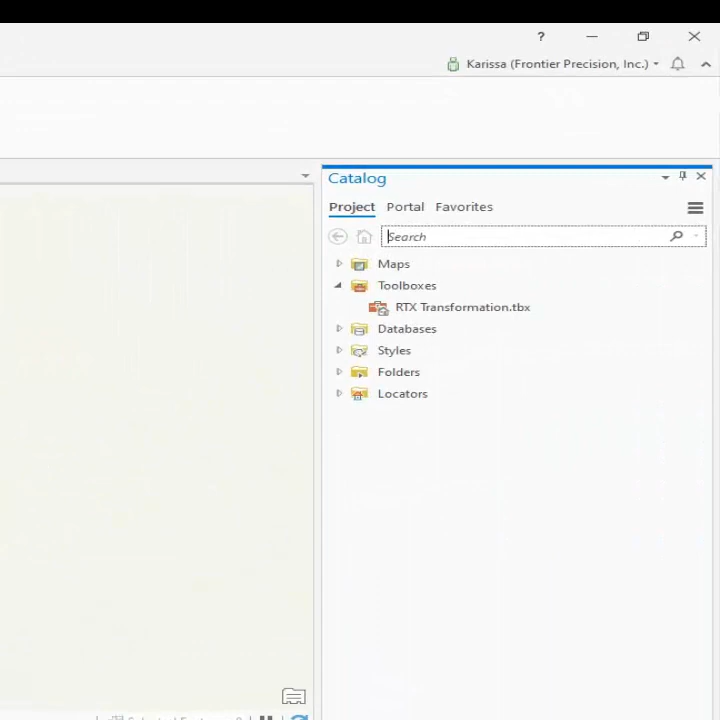 ?
Karissa (Frontier Precision, Inc.)
Catalog
Project Portal Favorites
Search
Maps
Toolboxes
RTX Transformation.tbx
Databases
Styles
Folders
Locators